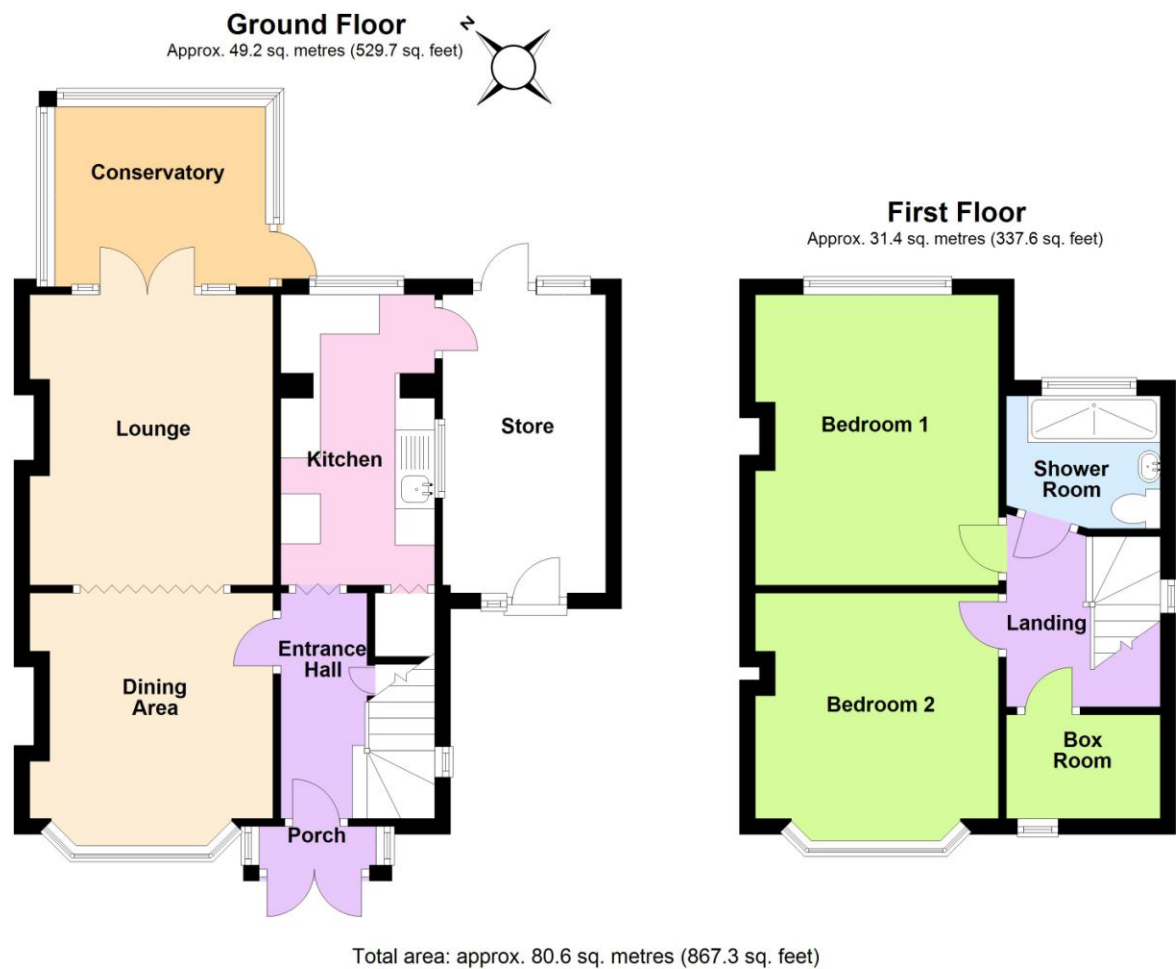 Ground Floor
Approx. 49.2 sq. metres (529.7 sq. feet)
N
Conservatory
Lounge
Kitchen
Store
Dining
Area
Entrance
Hall
Porch
First Floor
Approx. 31.4 sq. metres (337.6 sq. feet)
Bedroom 1
Shower
Room
Landing
Bedroom 2
Box
Room
Total area: approx. 80.6 sq. metres (867.3 sq. feet)